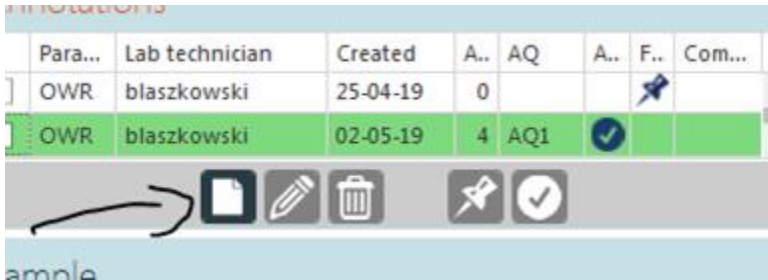 nnotations
Para... Lab technician Created A.. AQ A.. F.. Com...
OWR blaszkowski 25-04-19 0
OWR blaszkowski 02-05-19 4 AQ1
ample